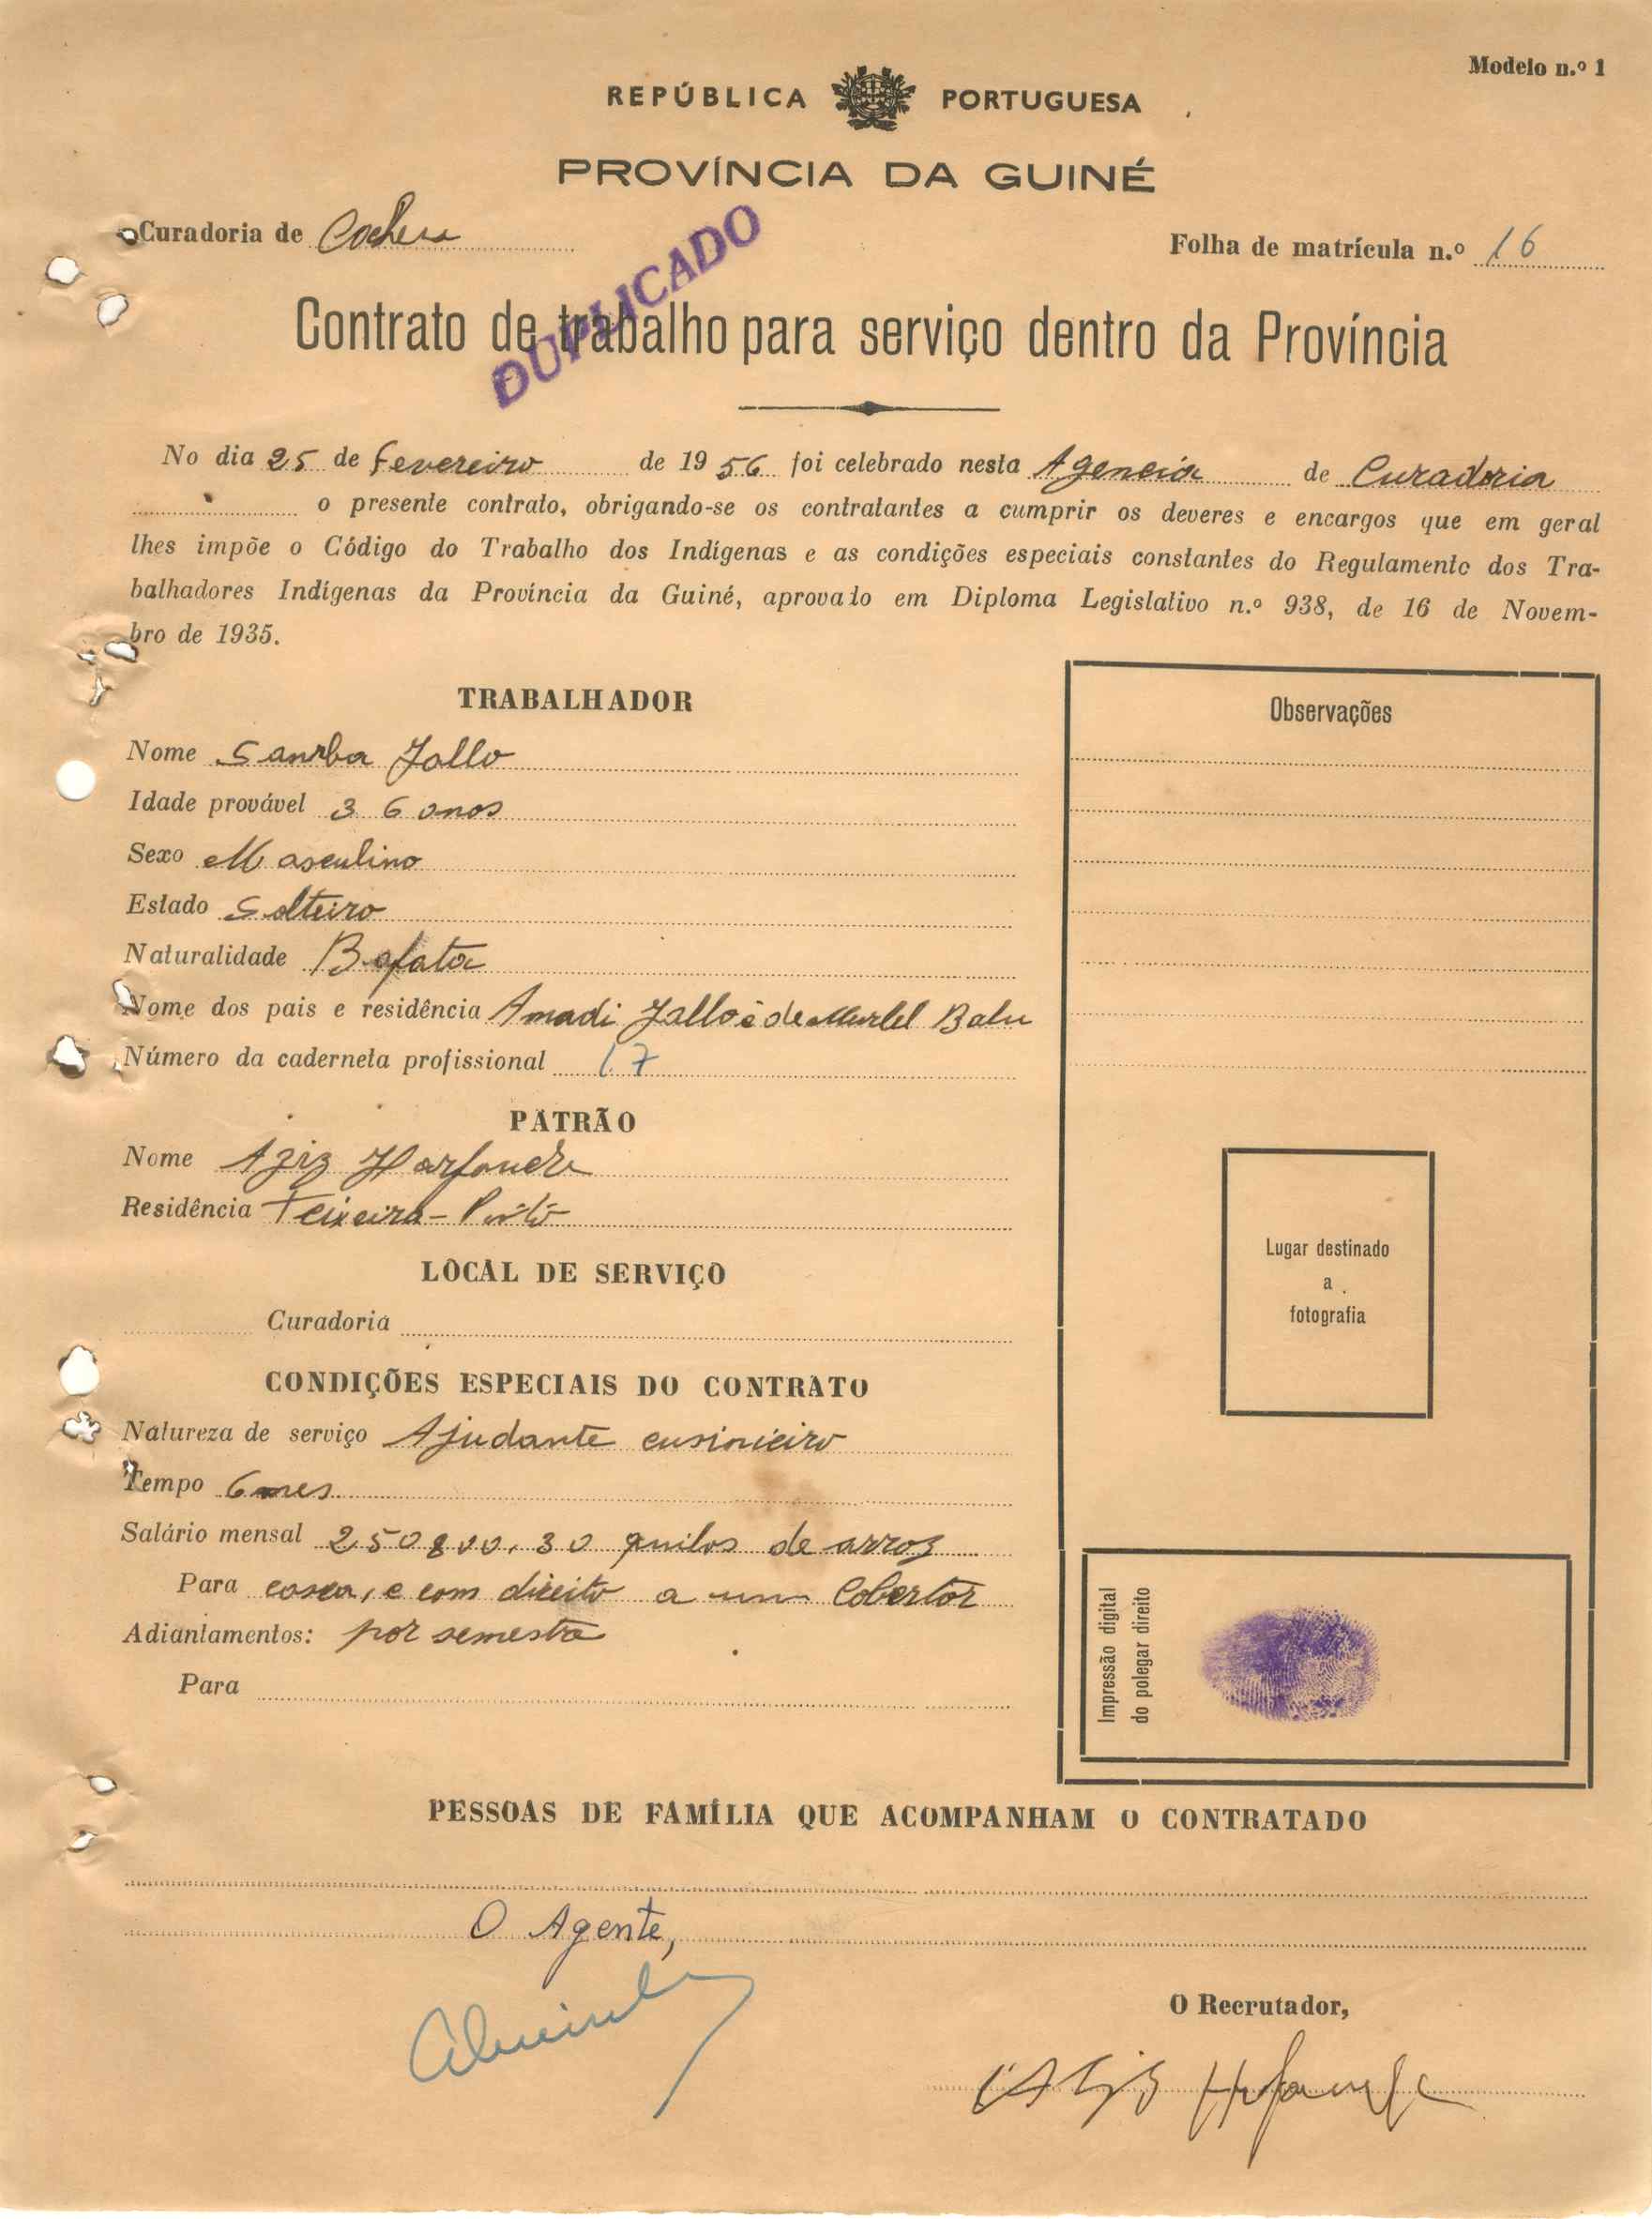 Modelo n.º 1
REPÚBLICA PORTUGUESA
PROVÍNCIA DA GUINÉ
Curadoria de
Folha de matrícula n.º 16
DUPLICADO
Contrato de trabalho para serviço dentro da Província
No dia 25 de fevereiro de 1956 foi celebrado nesta Agencia de Curadoria
o presente contrato, obrigando-se os contratantes a cumprir os deveres e encargos que em geral
lhes impõe o Código do Trabalho dos Indígenas e as condições especiais constantes do Regulamento dos Tra-
balhadores Indígenas da Província da Guiné, aprovado em Diploma Legislativo n.º 938, de 16 de Novem-
bro de 1935.
TRABALHADOR
Nome Samba Jallo
Idade provável 36 anos
Sexo Masculino
Estado Solteiro
Naturalidade Bafata
Nome dos pais e residência Amadi Jallo e de Balu
Número da caderneta profissional 17
PATRÃO
Nome Aziz Harfouche
Residência Teixeira-Pinto
LOCAL DE SERVIÇO
Curadoria
CONDIÇÕES ESPECIAIS DO CONTRATO
Natureza de serviço Ajudante cusinieiro
Tempo 6 mes
Salário mensal 250$00, 30 quilos de arroz
Para casca, e com direito a um Cobertor
Adiantamentos: por semestre
Para
Observações
Lugar destinado
a
fotografia
Impressão digital
do polegar direito
PESSOAS DE FAMÍLIA QUE ACOMPANHAM O CONTRATADO
O Agente,
O Recrutador,